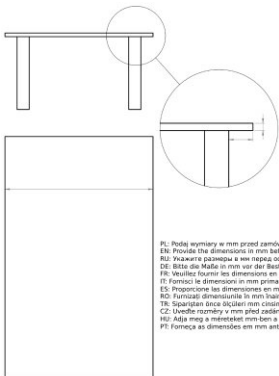 PL: Podaj wymiary w mm przed zamów
EN: Provide the dimensions in mm bef
RU: Укажите размеры в мм перед о
DE: Bitte die Maße in mm vor der Best
FR: Veuillez fournir les dimensions en
IT: Fornisci le dimensioni in mm prima
ES: Proporcione las dimensiones en m
RO: Furnizați dimensiunile în mm înain
TR: Siparişten önce ölçüleri mm cinsin
CZ: Uveďte rozměry v mm před zadán
HU: Adja meg a méreteket mm-ben a
PT: Forneça as dimensões em mm ant